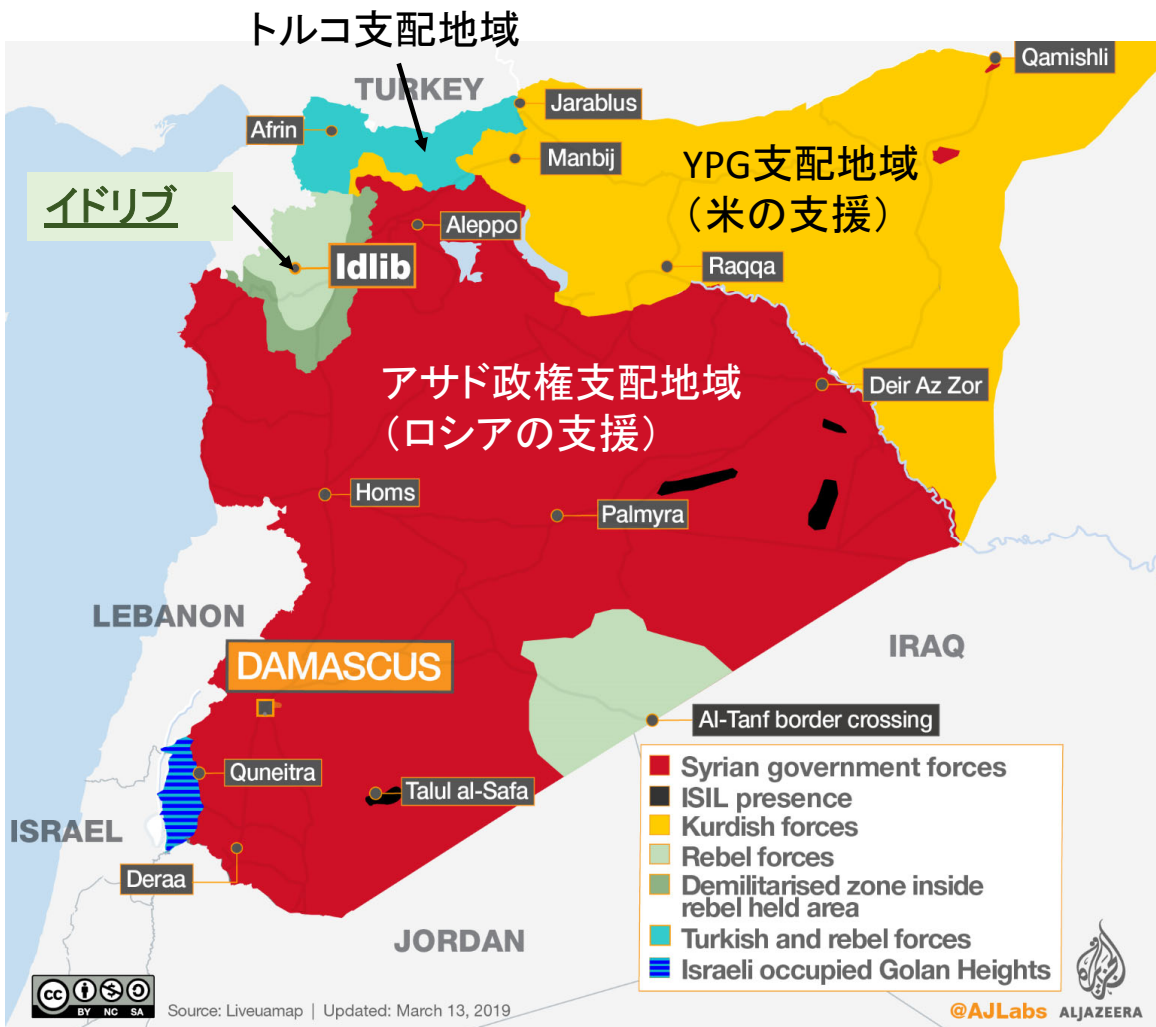 トルコ支配地域
TURKEY
Qamishli
Jarablus
Afrin
Manbij
YPG支配地域
（米の支援）
イドリブ
Aleppo
Idlib
Raqqa
アサド政権支配地域
（ロシアの支援）
Deir Az Zor
Homs
Palmyra
LEBANON
IRAQ
DAMASCUS
Al-Tanf border crossing
Quneitra
Talul al-Safa
ISRAEL
Deraa
JORDAN
Syrian government forces
ISIL presence
Kurdish forces
Rebel forces
Demilitarised zone inside
rebel held area
Turkish and rebel forces
Israeli occupied Golan Heights
cc
BY NC SA
Source: Liveuamap | Updated: March 13, 2019
@AJLabs ALJAZEERA